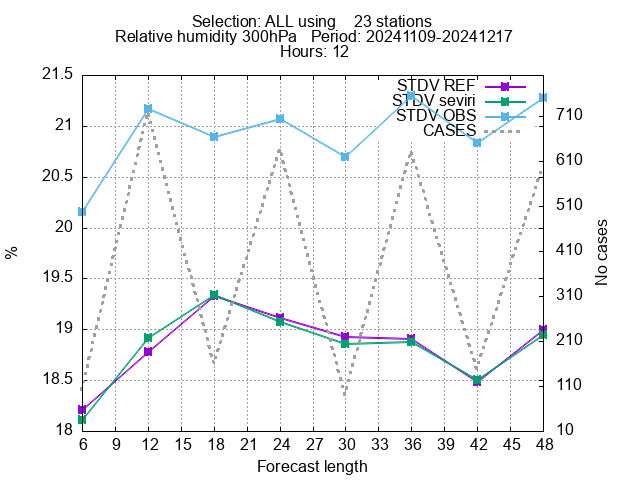 Selection: ALL using    23 stations
Relative humidity 300hPa   Period: 20241109-20241217
Hours: 12
STDV REF
STDV seviri
STDV OBS
CASES
21.5
21
20.5
20
19.5
19
18.5
18
%
710
610
510
410
310
210
110
10
No cases
6 9 12 15 18 21 24 27 30 33 36 39 42 45 48
Forecast length